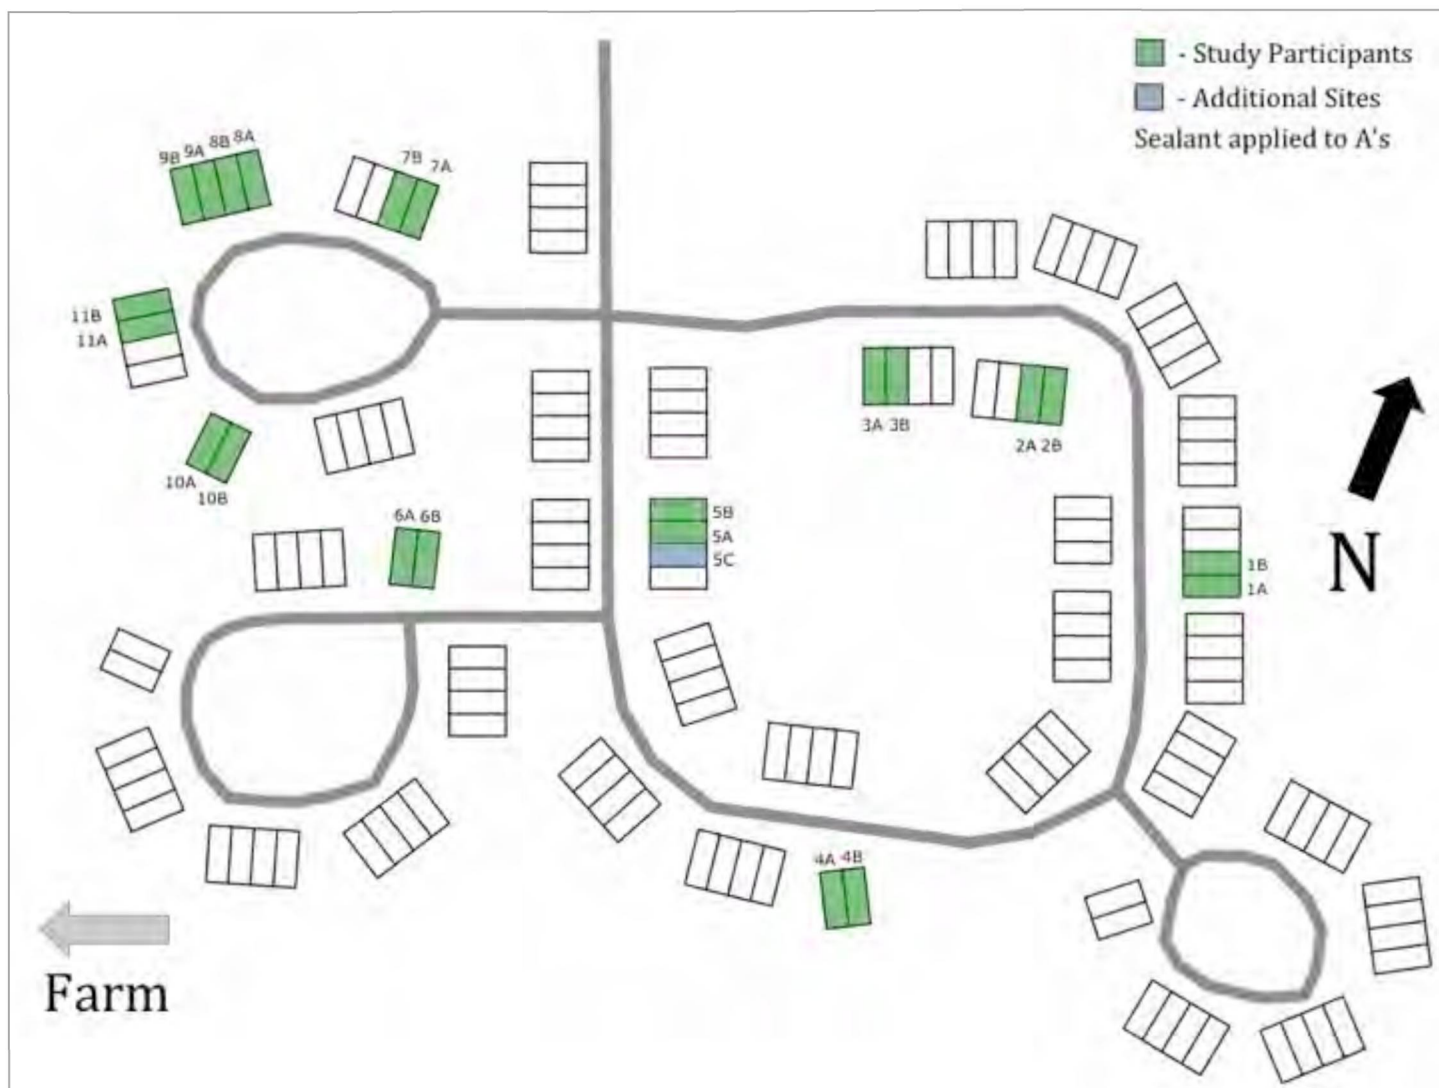 - Study Participants
- Additional Sites
Sealant applied to A's
9B 9A 8B 8A
7B
7A
11B
11A
3A 3B
2A 2B
10A
10B
6A 6B
5B
5A
5C
1B
1A
N
4A 4B
Farm